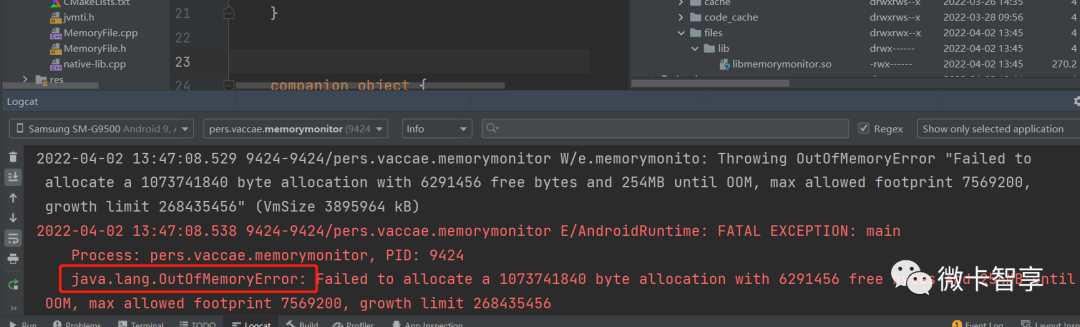 CMakeLists.txt
jvmti.h
MemoryFile.cpp
MemoryFile.h
native-lib.cpp
res
21
}
22
23
24
companion object {
cache drwxrws--x 2022-03-26 14:35 4
code_cache drwxrws--x 2022-03-28 09:56 4
files drwxrwx--x 2022-04-02 13:45 4
lib drwx------ 2022-04-02 13:45 4
libmemorymonitor.so -rwx------ 2022-04-02 13:45 270.2
Logcat
Samsung SM-G9500 Android 9, pers.vaccae.memorymonitor (9424 Info Regex Show only selected application
2022-04-02 13:47:08.529 9424-9424/pers.vaccae.memorymonitor W/e.memorymonito: Throwing OutOfMemoryError "Failed to
allocate a 1073741840 byte allocation with 6291456 free bytes and 254MB until OOM, max allowed footprint 7569200,
growth limit 268435456" (VmSize 3895964 kB)
2022-04-02 13:47:08.538 9424-9424/pers.vaccae.memorymonitor E/AndroidRuntime: FATAL EXCEPTION: main
Process: pers.vaccae.memorymonitor, PID: 9424
java.lang.OutOfMemoryError: Failed to allocate a 1073741840 byte allocation with 6291456 free until
OOM, max allowed footprint 7569200, growth limit 268435456
微卡智享
Run Problems Terminal TODO Logcat Build Profiler App Inspection Event Log Layout